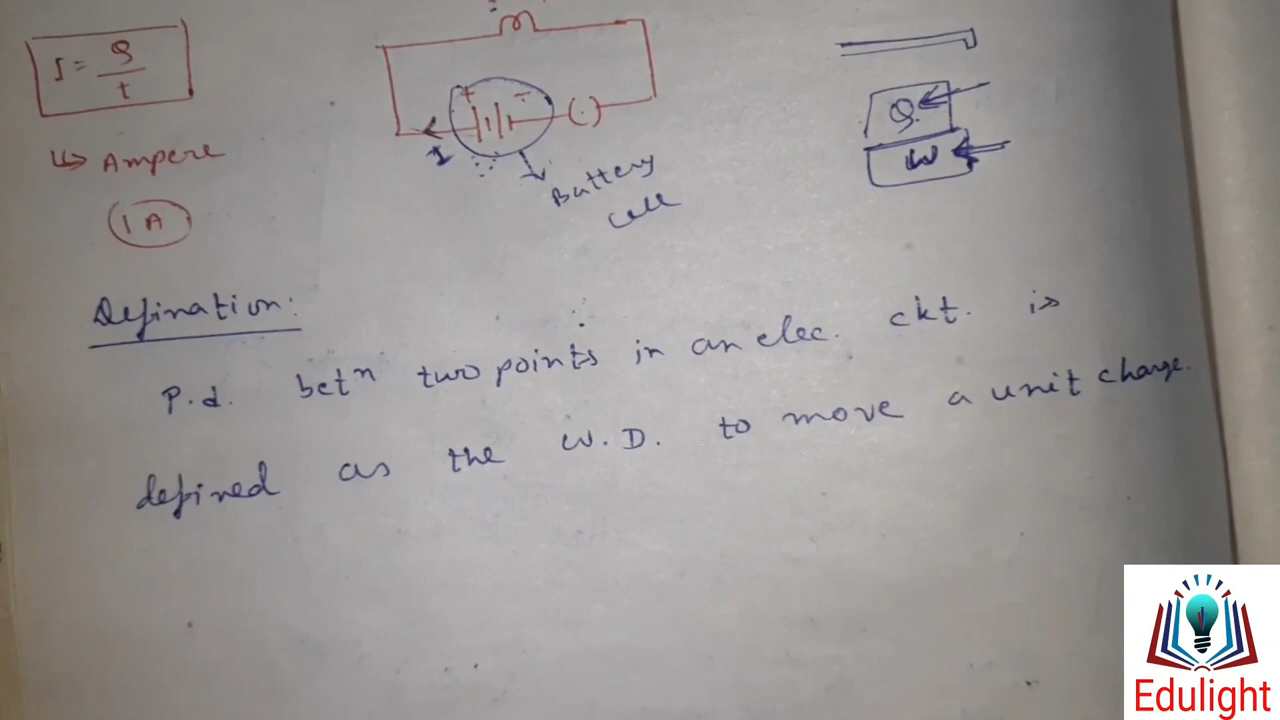 I = Q/t
↳ Ampere
1 A
+ -
I
Battery
cell
Q
W
Defination:
P.d. betⁿ two points in an elec. ckt. is
defined as the W.D. to move a unit charge.
Edulight